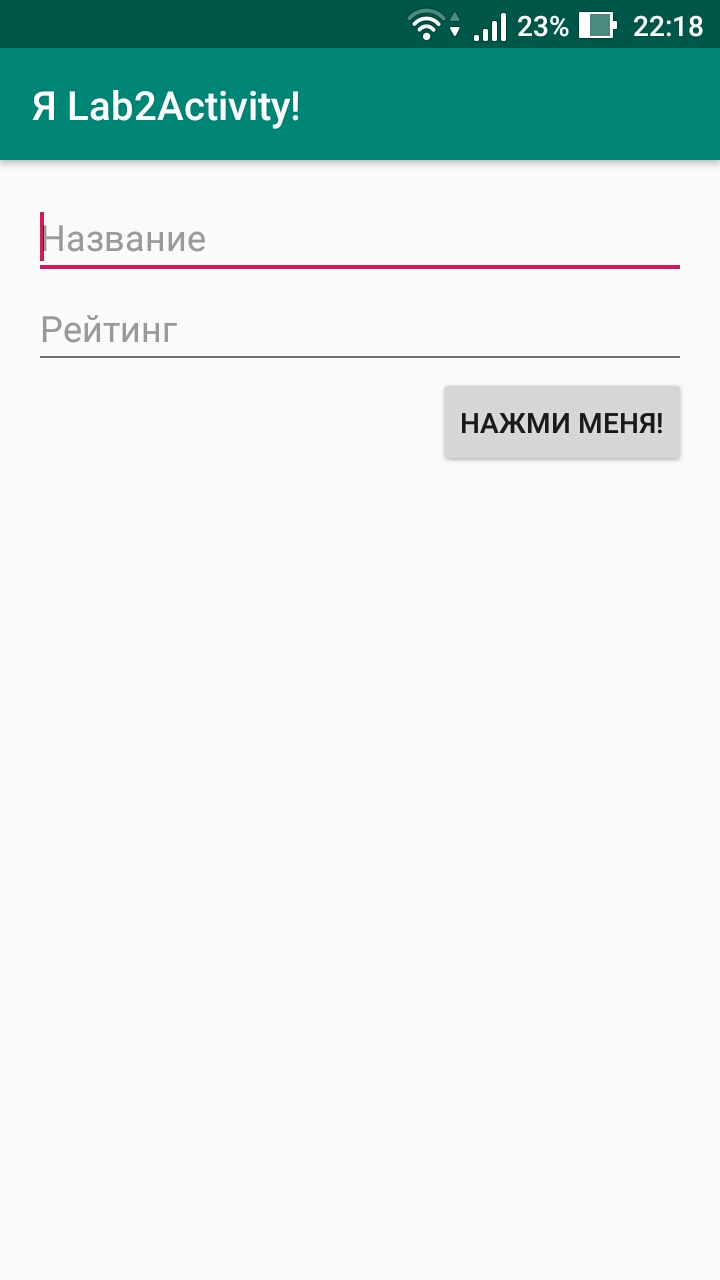 23% 22:18
Я Lab2Activity!
Название
Рейтинг
НАЖМИ МЕНЯ!